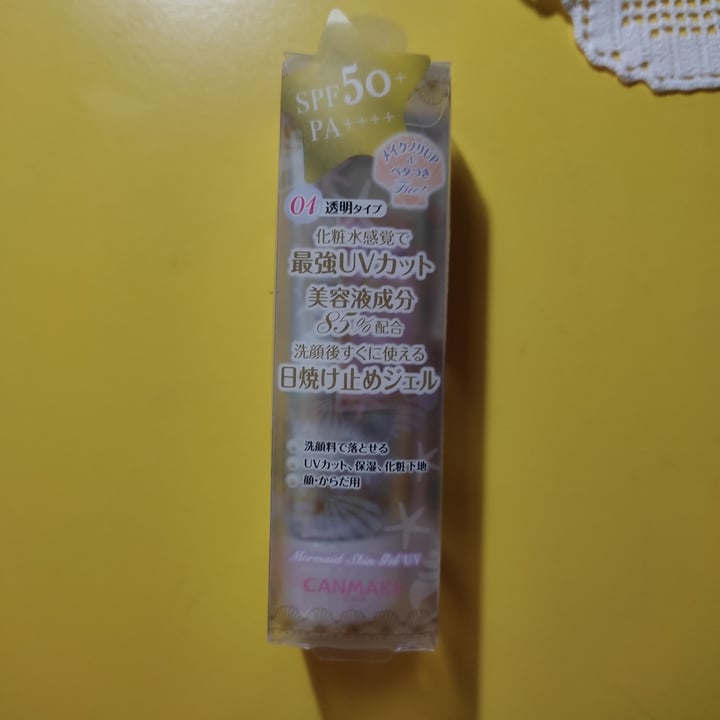 SPF50+
PA++++
メイクノリUP
+
ベタつき
Free!
01 透明タイプ
化粧水感覚で
最強UVカット
美容液成分
85%配合
洗顔後すぐに使える
日焼け止めジェル
洗顔料で落とせる
UVカット、保湿、化粧下地
顔・からだ用
Mermaid Skin Gel UV
CANMAKE